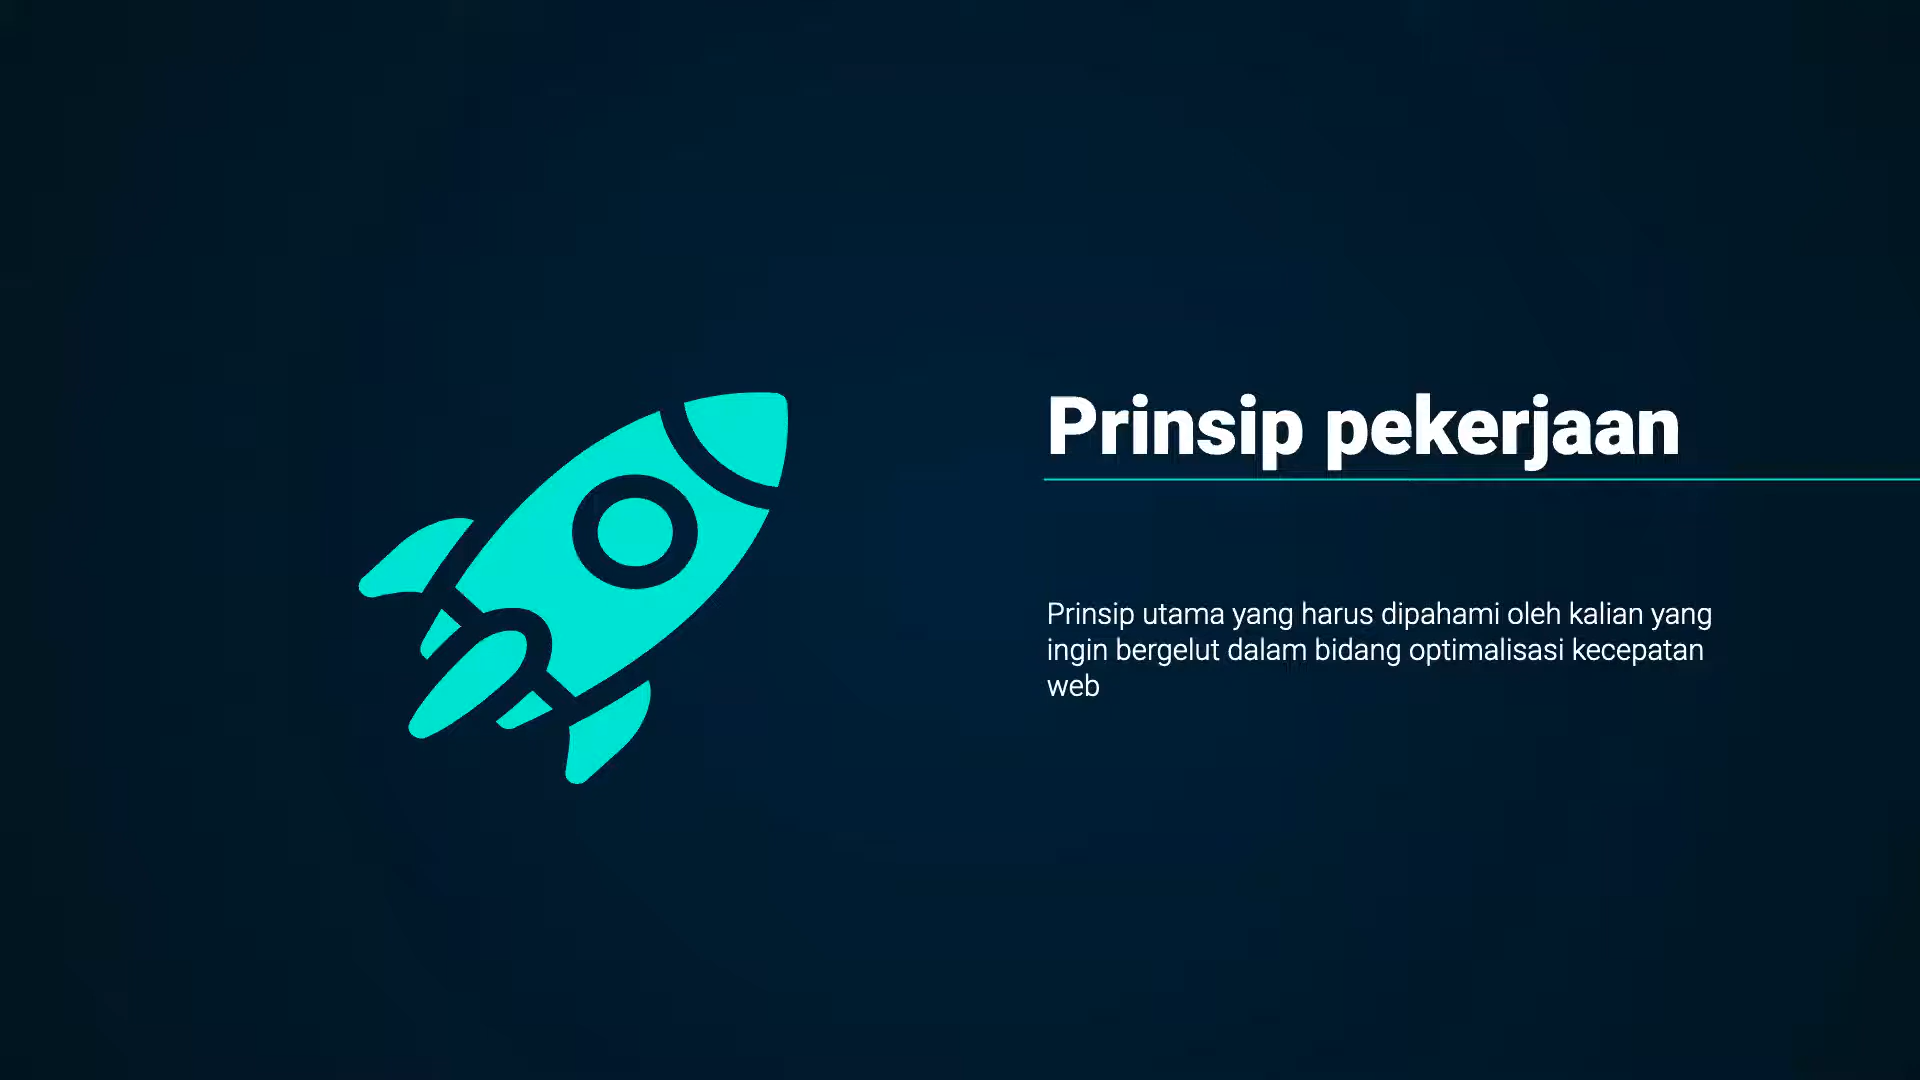 Prinsip pekerjaan
Prinsip utama yang harus dipahami oleh kalian yang
ingin bergelut dalam bidang optimalisasi kecepatan
web